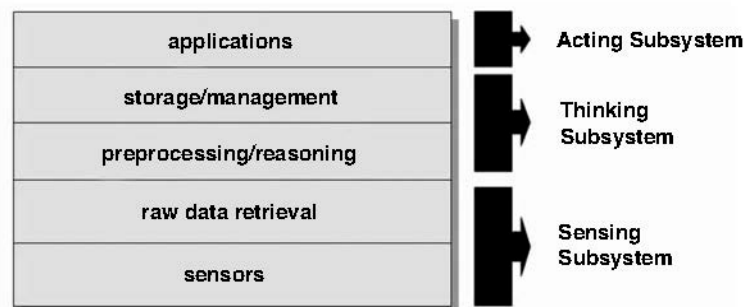 applications
storage/management
preprocessing/reasoning
raw data retrieval
sensors
Acting Subsystem
Thinking
Subsystem
Sensing
Subsystem